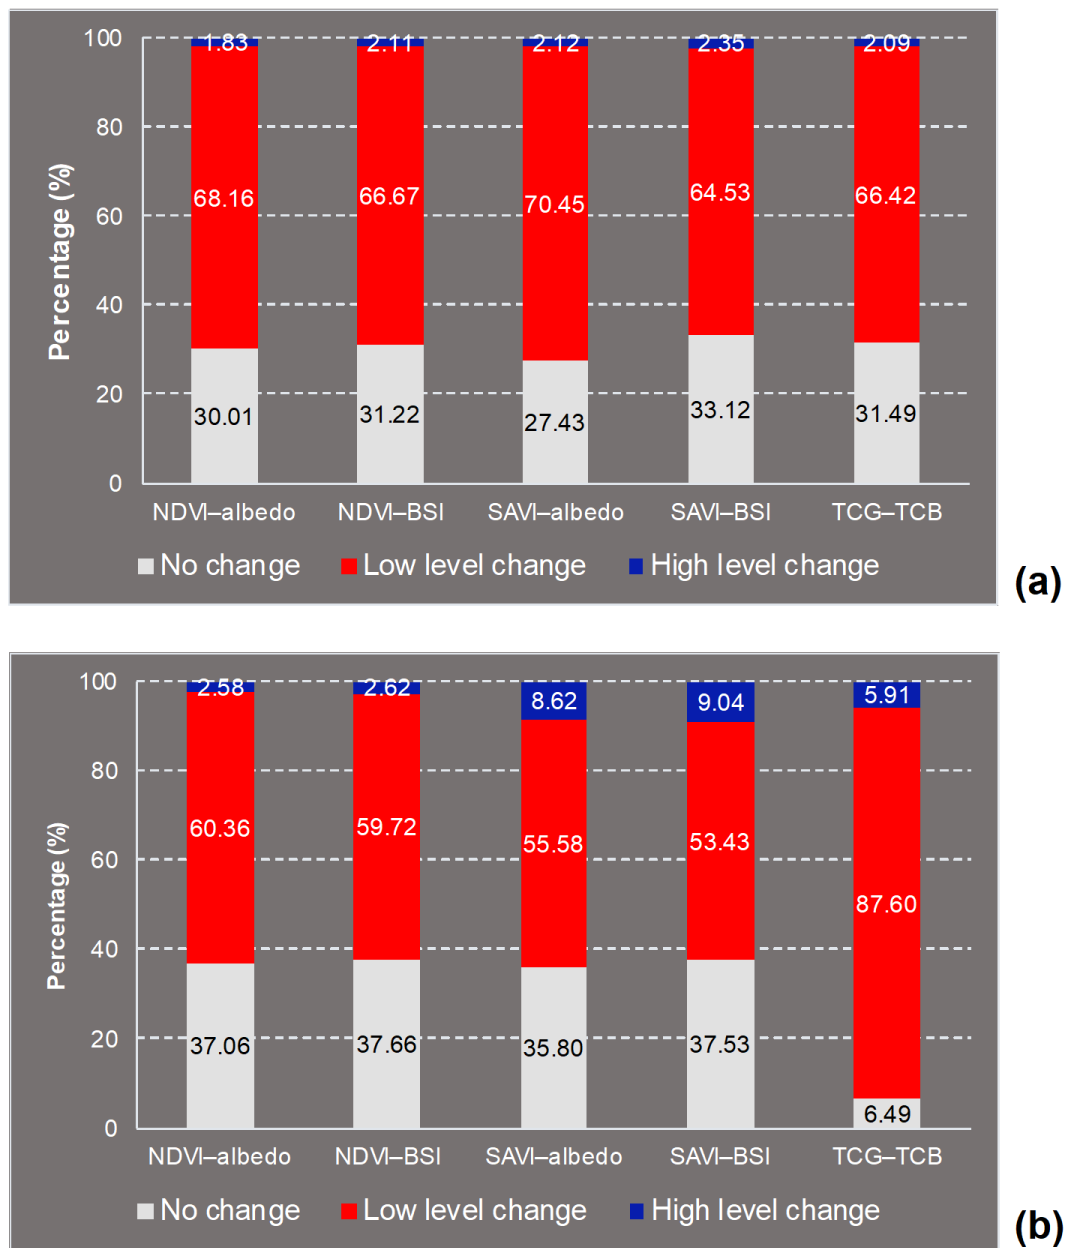 100
80
60
40
20
0
Percentage (%)
1.83 2.11 2.12 2.35 2.09
68.16 66.67 70.45 64.53 66.42
30.01 31.22 27.43 33.12 31.49
NDVI–albedo NDVI–BSI SAVI–albedo SAVI–BSI TCG–TCB
No change Low level change High level change
(a)
100
80
60
40
20
0
Percentage (%)
2.58 2.62 8.62 9.04 5.91
60.36 59.72 55.58 53.43 87.60
37.06 37.66 35.80 37.53 6.49
NDVI–albedo NDVI–BSI SAVI–albedo SAVI–BSI TCG–TCB
No change Low level change High level change
(b)